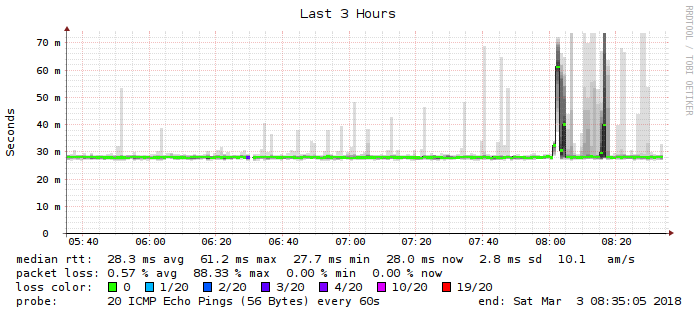 Last 3 Hours
RRDTOOL / TOBI OETIKER
Seconds
70 m
60 m
50 m
40 m
30 m
20 m
10 m
0
05:40 06:00 06:20 06:40 07:00 07:20 07:40 08:00 08:20
median rtt: 28.3 ms avg 61.2 ms max 27.7 ms min 28.0 ms now 2.8 ms sd 10.1 am/s
packet loss: 0.57 % avg 88.33 % max 0.00 % min 0.00 % now
loss color: 0 1/20 2/20 3/20 4/20 10/20 19/20
probe: 20 ICMP Echo Pings (56 Bytes) every 60s end: Sat Mar 3 08:35:05 2018